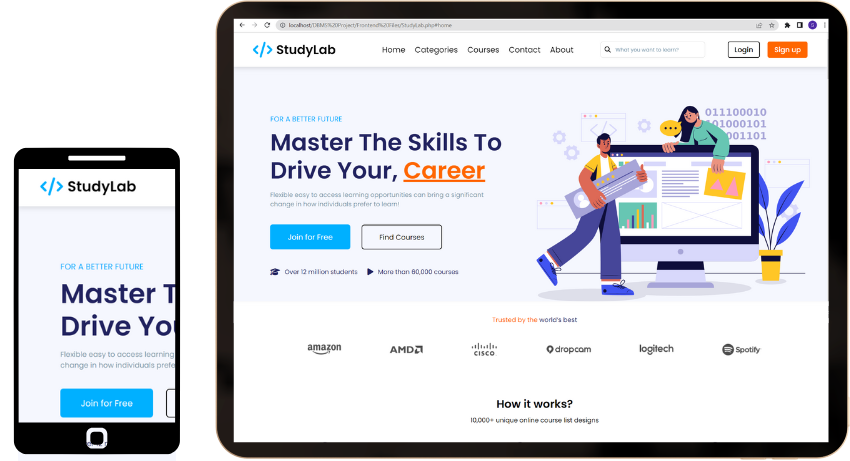 localhost/DBMS%20Project/Frontend%20Files/StudyLab.php#home
</> StudyLab
Home Categories Courses Contact About
What you want to learn?
Login
Sign up
FOR A BETTER FUTURE
Master The Skills To
Drive Your, Career
Flexible easy to access learning opportunities can bring a significant
change in how individuals prefer to learn!
Join for Free
Find Courses
Over 12 million students
More than 60,000 courses
011100010
101000101
001101
Trusted by the world's best
amazon
AMD
CISCO
dropcam
logitech
Spotify
How it works?
10,000+ unique online course list designs
</> StudyLab
FOR A BETTER FUTURE
Master T
Drive You
Flexible easy to access learning
change in how individuals prefe
Join for Free